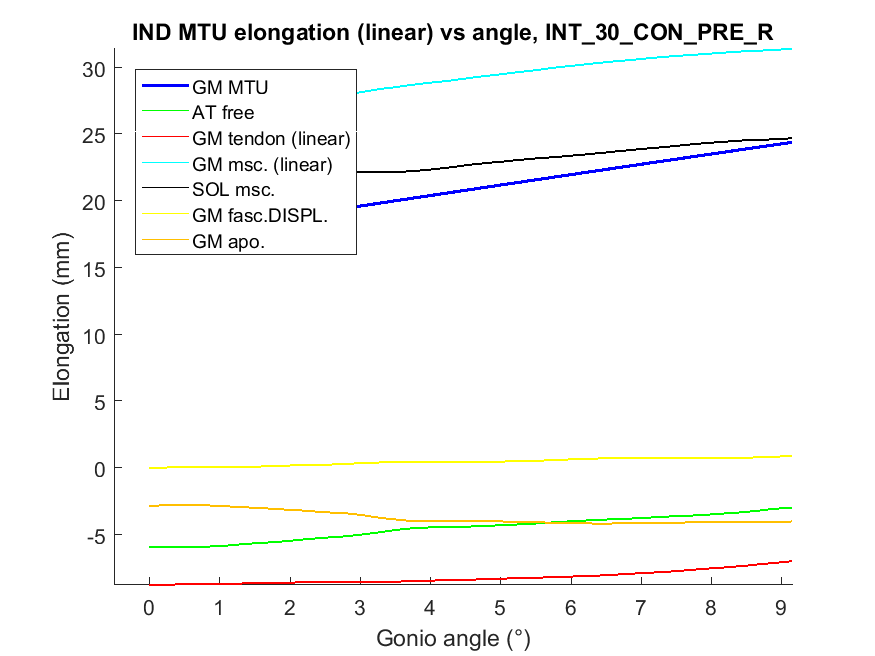 IND MTU elongation (linear) vs angle, INT_30_CON_PRE_R
30
25
20
15
10
5
0
-5
Elongation (mm)
GM MTU
AT free
GM tendon (linear)
GM msc. (linear)
SOL msc.
GM fasc.DISPL.
GM apo.
0 1 2 3 4 5 6 7 8 9
Gonio angle (°)